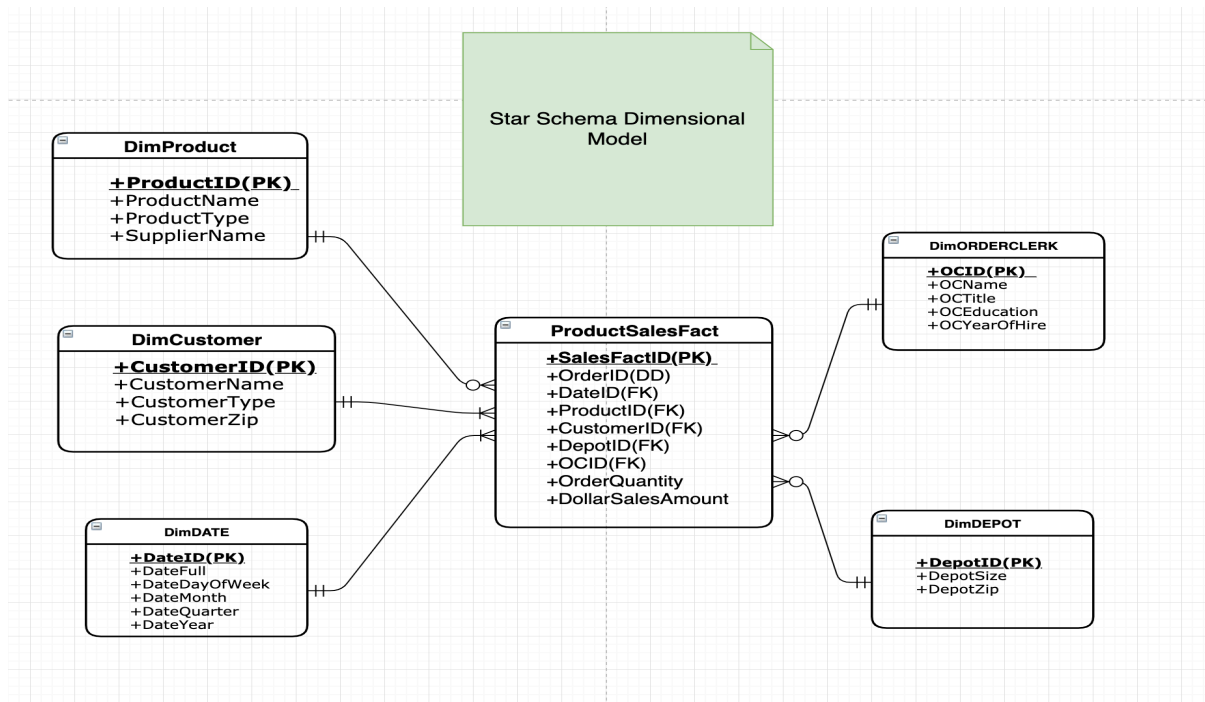 Star Schema Dimensional
Model
DimProduct
+ProductID(PK)
+ProductName
+ProductType
+SupplierName
DimCustomer
+CustomerID(PK)
+CustomerName
+CustomerType
+CustomerZip
DimDATE
+DateID(PK)
+DateFull
+DateDayOfWeek
+DateMonth
+DateQuarter
+DateYear
ProductSalesFact
+SalesFactID(PK)
+OrderID(DD)
+DateID(FK)
+ProductID(FK)
+CustomerID(FK)
+DepotID(FK)
+OCID(FK)
+OrderQuantity
+DollarSalesAmount
DimORDERCLERK
+OCID(PK)
+OCName
+OCTitle
+OCEducation
+OCYearOfHire
DimDEPOT
+DepotID(PK)
+DepotSize
+DepotZip